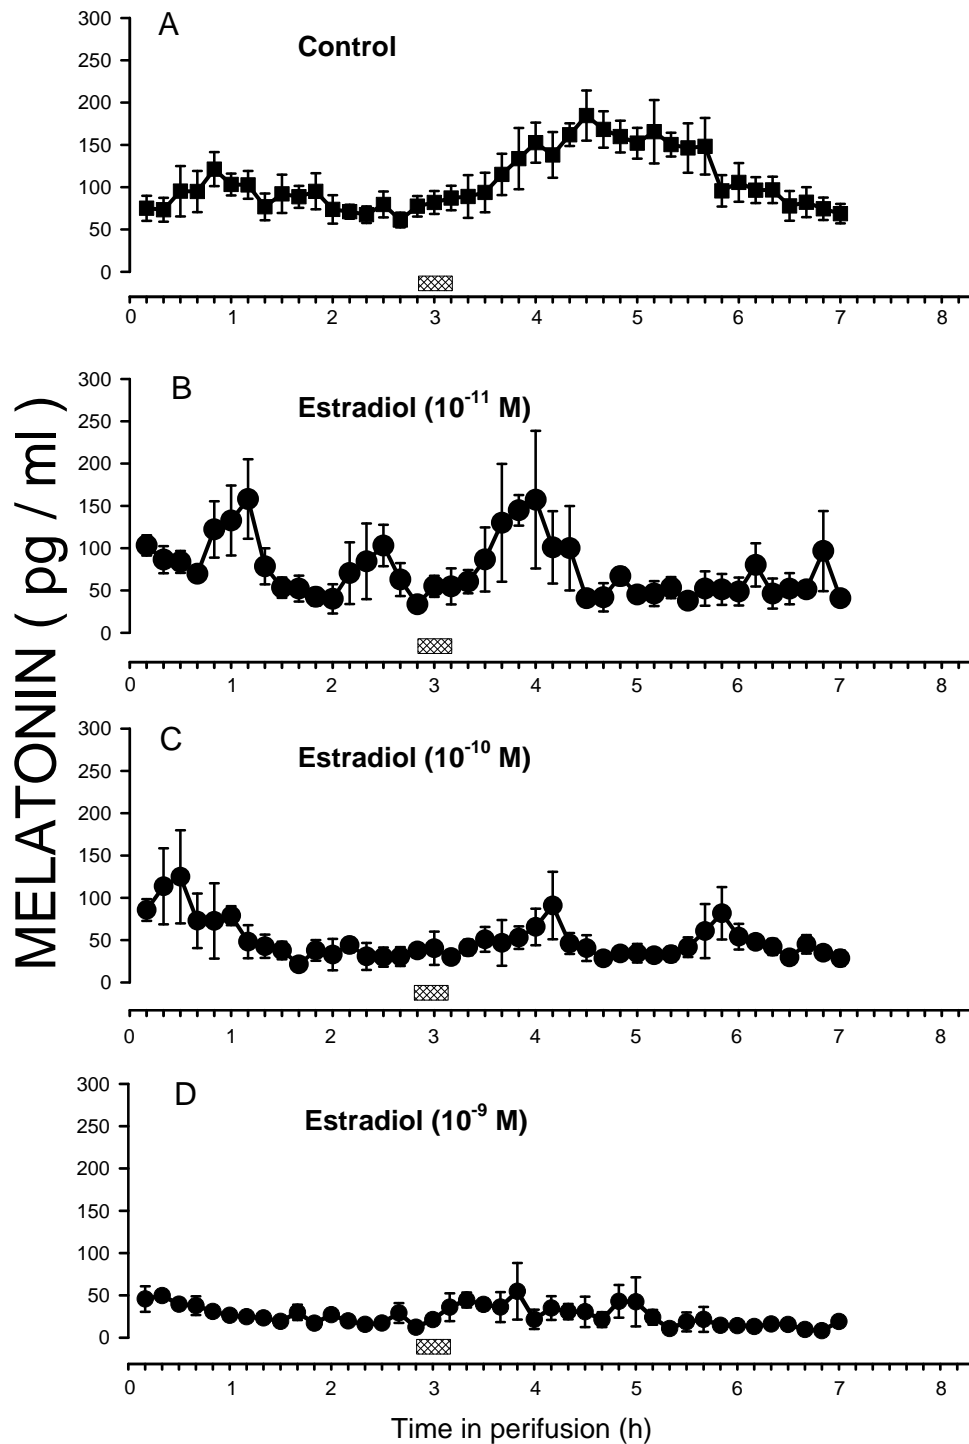 A
Control
300
250
200
150
100
50
0
0 1 2 3 4 5 6 7 8
B
Estradiol (10⁻¹¹ M)
300
250
200
150
100
50
0
0 1 2 3 4 5 6 7 8
C
Estradiol (10⁻¹⁰ M)
300
250
200
150
100
50
0
0 1 2 3 4 5 6 7 8
D
Estradiol (10⁻⁹ M)
300
250
200
150
100
50
0
0 1 2 3 4 5 6 7 8
MELATONIN ( pg / ml )
Time in perifusion (h)